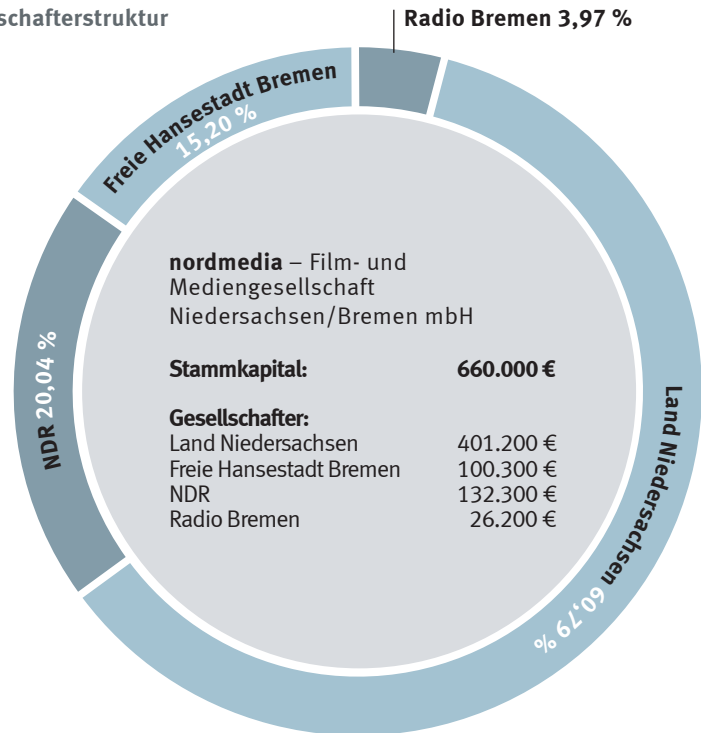 schafterstruktur
Radio Bremen 3,97 %
Freie Hansestadt Bremen
15,20 %
nordmedia – Film- und
Mediengesellschaft
Niedersachsen/Bremen mbH
Stammkapital: 660.000 €
Gesellschafter:
Land Niedersachsen 401.200 €
Freie Hansestadt Bremen 100.300 €
NDR 132.300 €
Radio Bremen 26.200 €
NDR 20,04 %
Land Niedersachsen 60,79 %